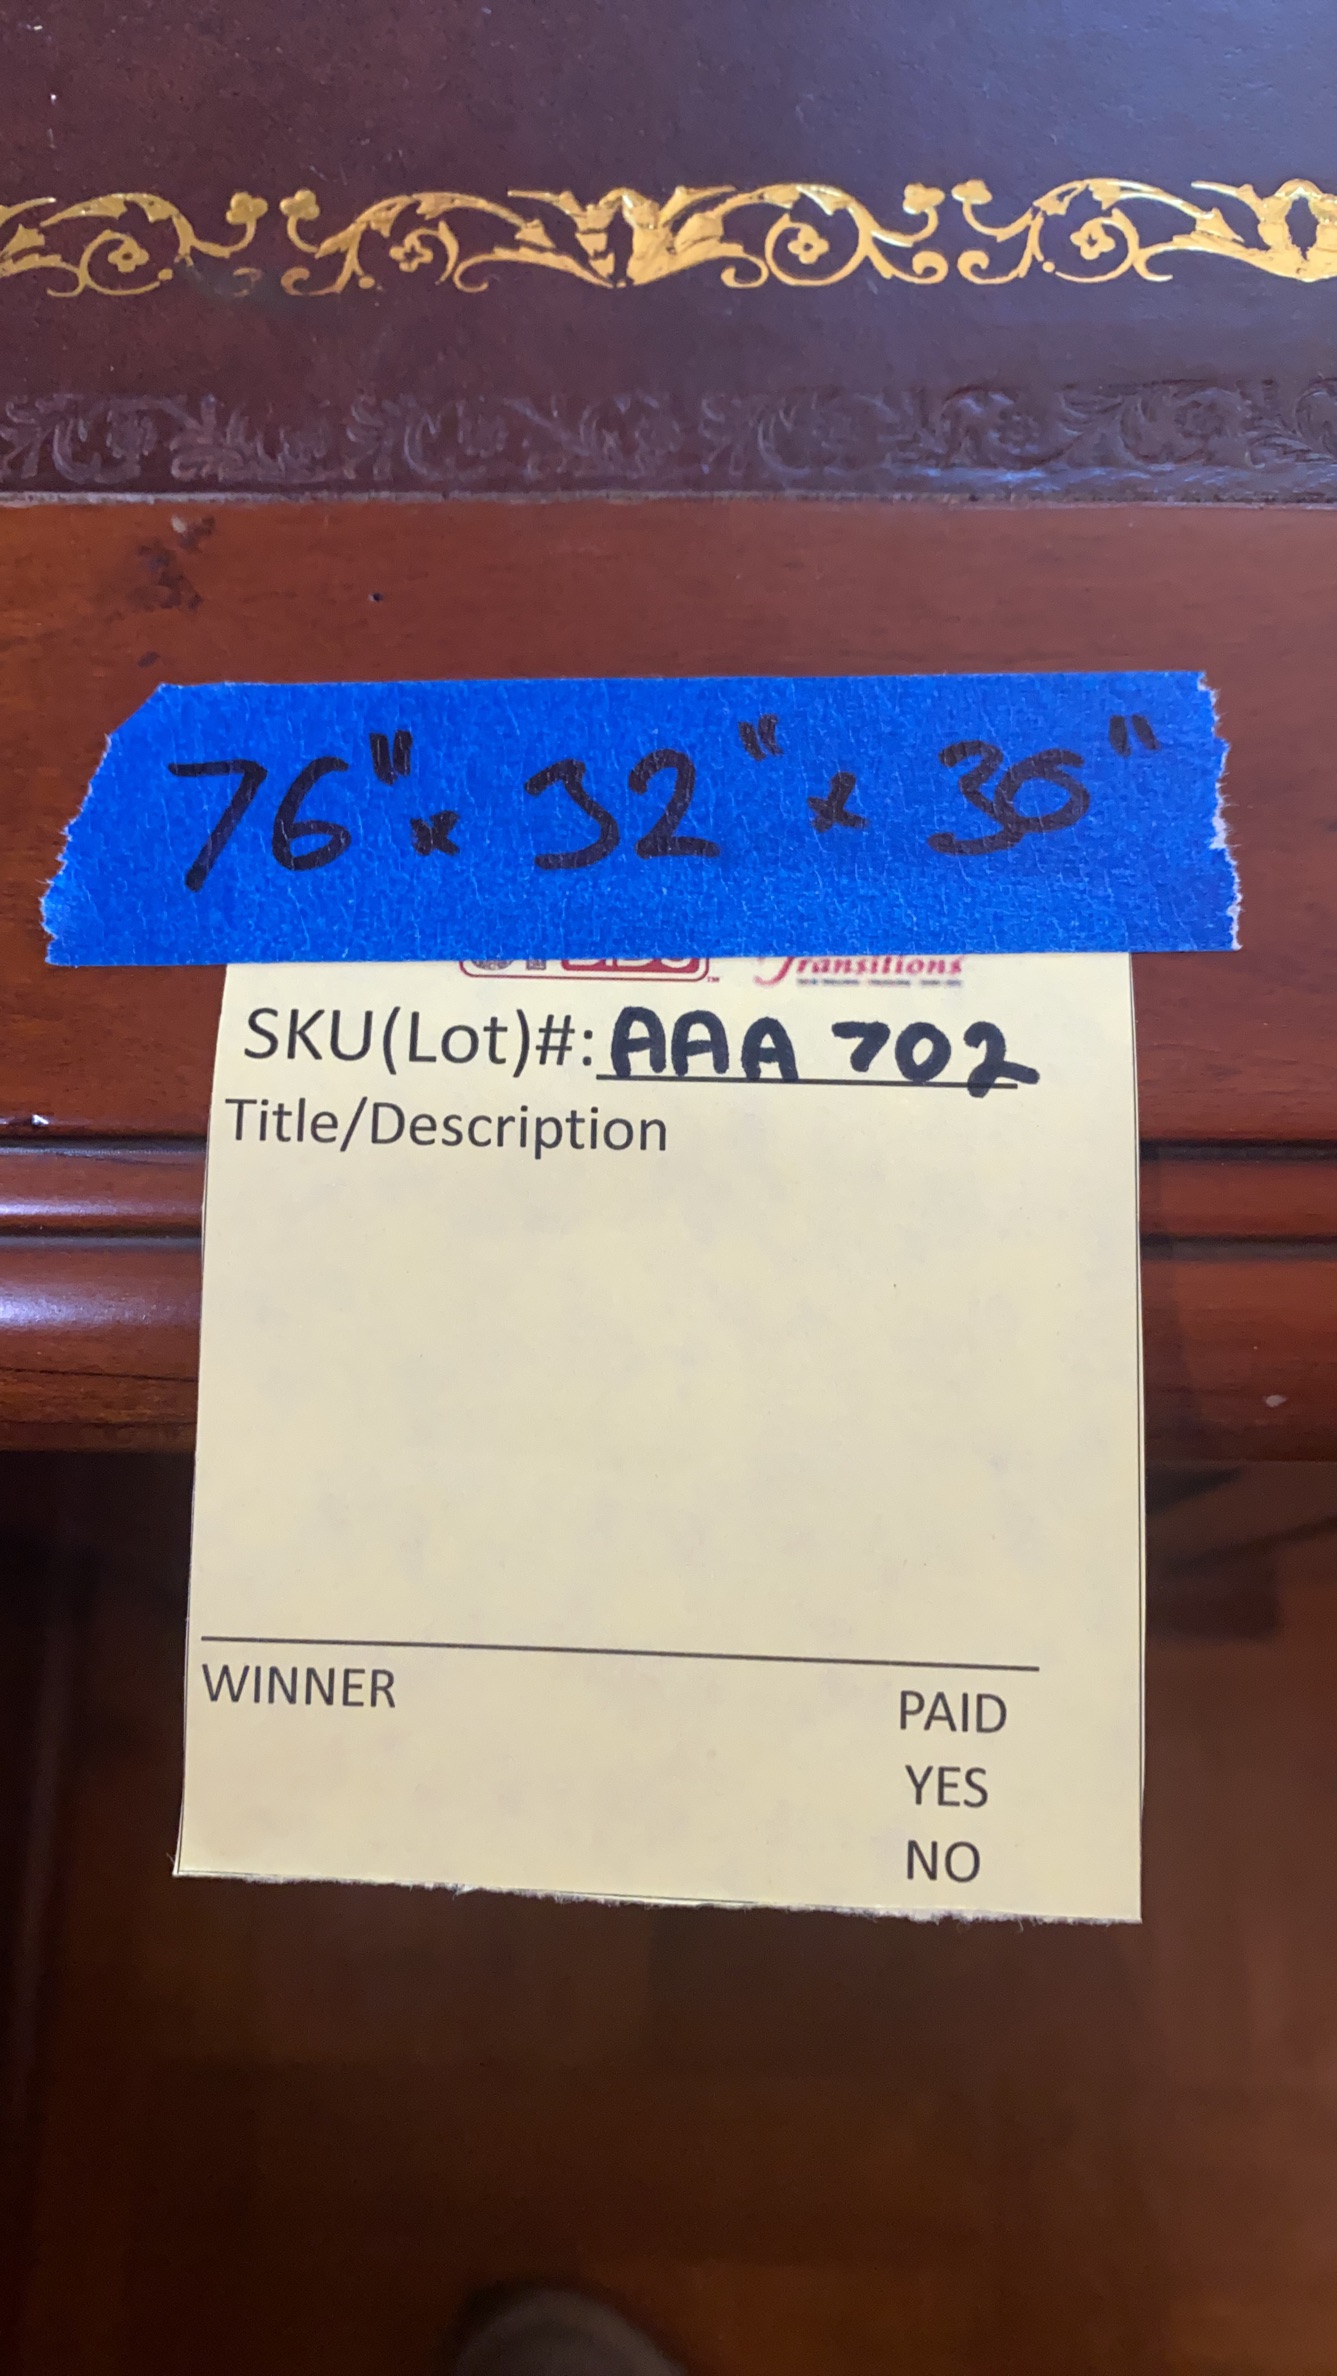 76" x 32" x 30"
Transitions
SKU(Lot)#: AAA 702
Title/Description
WINNER
PAID
YES
NO